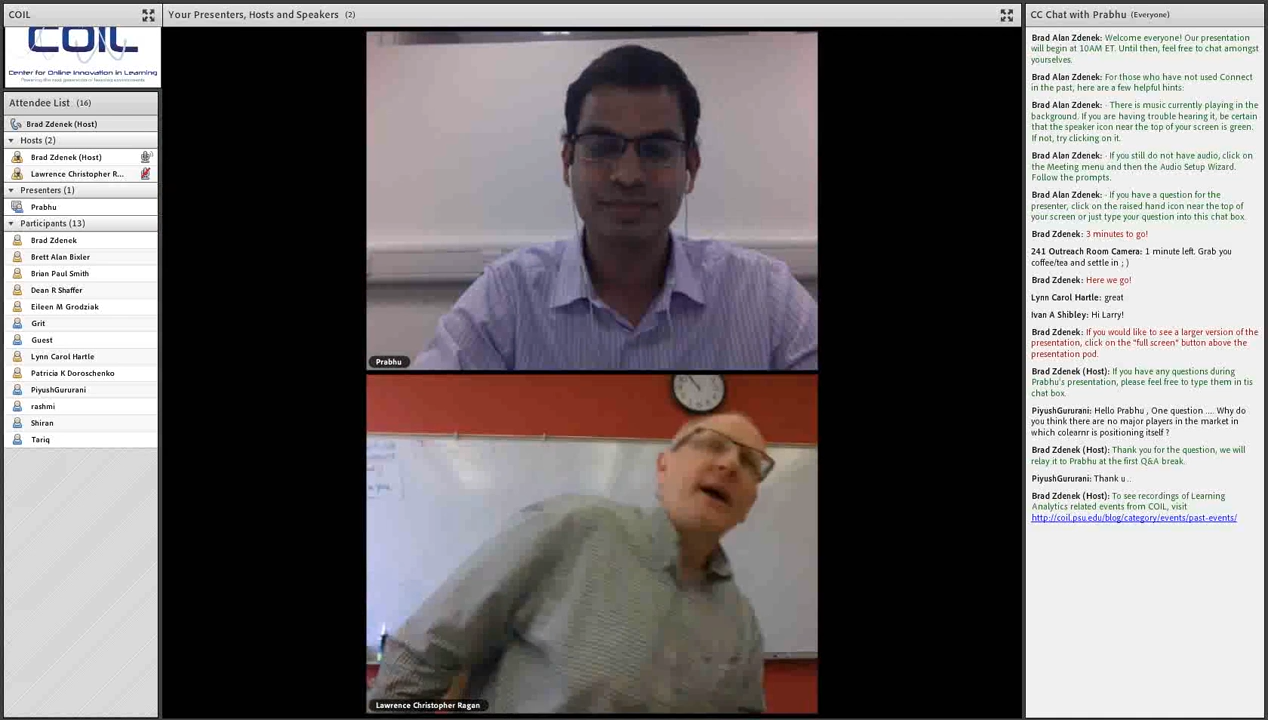 COIL
COIL
Center for Online Innovation in Learning
Attendee List (16)
Brad Zdenek (Host)
Hosts (2)
Brad Zdenek (Host)
Lawrence Christopher R...
Presenters (1)
Prabhu
Participants (13)
Brad Zdenek
Brett Alan Bixler
Brian Paul Smith
Dean R Shaffer
Eileen M Grodziak
Grit
Guest
Lynn Carol Hartle
Patricia K Doroschenko
PiyushGururani
rashmi
Shiran
Tariq
Your Presenters, Hosts and Speakers (2)
Prabhu
Lawrence Christopher Ragan
CC Chat with Prabhu (Everyone)
Brad Alan Zdenek: Welcome everyone! Our presentation
will begin at 10AM ET. Until then, feel free to chat amongst
yourselves.
Brad Alan Zdenek: For those who have not used Connect
in the past, here are a few helpful hints:
Brad Alan Zdenek: - There is music currently playing in the
background. If you are having trouble hearing it, be certain
that the speaker icon near the top of your screen is green.
If not, try clicking on it.
Brad Alan Zdenek: - If you still do not have audio, click on
the Meeting menu and then the Audio Setup Wizard.
Follow the prompts.
Brad Alan Zdenek: - If you have a question for the
presenter, click on the raised hand icon near the top of
your screen or just type your question into this chat box.
Brad Zdenek: 3 minutes to go!
241 Outreach Room Camera: 1 minute left. Grab you
coffee/tea and settle in ; )
Brad Zdenek: Here we go!
Lynn Carol Hartle: great
Ivan A Shibley: Hi Larry!
Brad Zdenek: If you would like to see a larger version of the
presentation, click on the "full screen" button above the
presentation pod.
Brad Zdenek (Host): If you have any questions during
Prabhu's presentation, please feel free to type them in tis
chat box.
PiyushGururani: Hello Prabhu , One question .... Why do
you think there are no major players in the market in
which colearnr is positioning itself ?
Brad Zdenek (Host): Thank you for the question, we will
relay it to Prabhu at the first Q&A break.
PiyushGururani: Thank u ..
Brad Zdenek (Host): To see recordings of Learning
Analytics related events from COIL, visit
http://coil.psu.edu/blog/category/events/past-events/